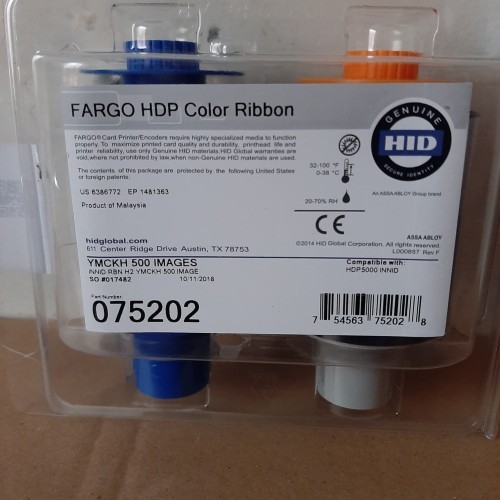 FARGO HDP Color Ribbon
GENUINE
HID
SECURE IDENTITY
FARGO® Card Printer/Encoders require highly specialized media to function
properly. To maximize printed card quality and durability, printhead life and
printer reliability, use only Genuine HID materials. HID Global warranties are
void, where not prohibited by law, when non-Genuine HID materials are used.
The contents of this package are protected by the following United States
or foreign patents:
US 6386772 EP 1481363
Product of Malaysia
32-100 °F
0-38 °C
20-70% RH
An ASSA ABLOY Group brand
CE
ASSA ABLOY
©2014 HID Global Corporation. All rights reserved.
L000857 Rev F
hidglobal.com
611 Center Ridge Drive Austin, TX 78753
YMCKH 500 IMAGES
INNID RBN H2 YMCKH 500 IMAGE
SO #017482 10/11/2018
Compatible with:
HDP5000 INNID
Part Number:
075202
7 54563 75202 8